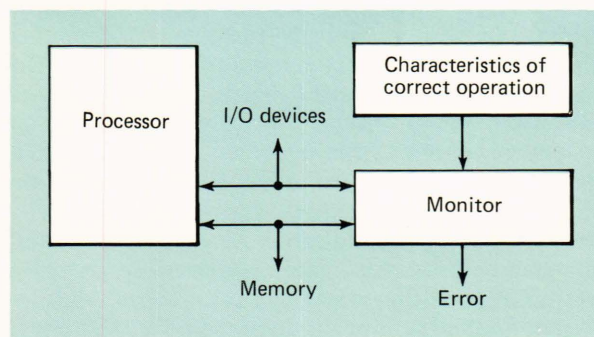 Processor
I/O devices
Memory
Characteristics of
correct operation
Monitor
Error